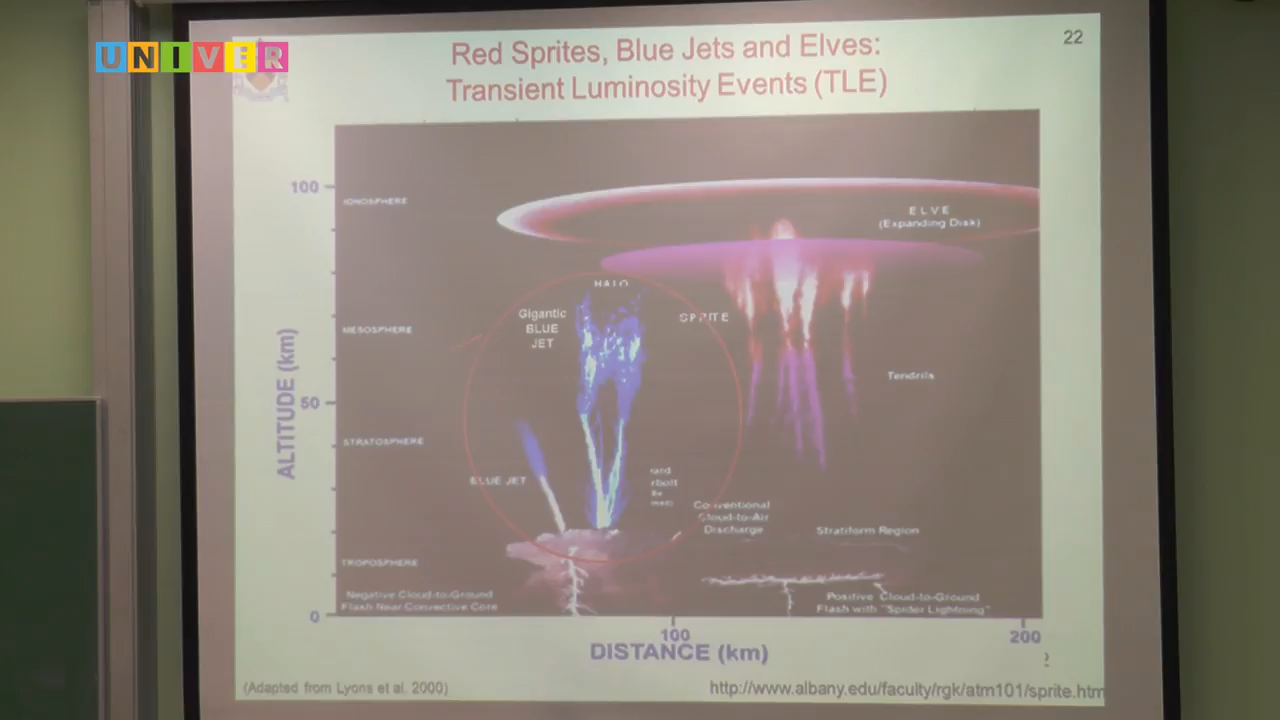 UNIVER
22
Red Sprites, Blue Jets and Elves:
Transient Luminosity Events (TLE)
100
IONOSPHERE
ELVE
(Expanding Disk)
HALO
Gigantic
BLUE
JET
SPRITE
MESOSPHERE
Tendrils
ALTITUDE (km)
50
STRATOSPHERE
BLUE JET
Conventional
Cloud-to-Air
Discharge
Stratiform Region
TROPOSPHERE
Negative Cloud-to-Ground
Flash Near Convective Core
Positive Cloud-to-Ground
Flash with "Spider Lightning"
0
100
200
DISTANCE (km)
(Adapted from Lyons et al. 2000)
http://www.albany.edu/faculty/rgk/atm101/sprite.htm